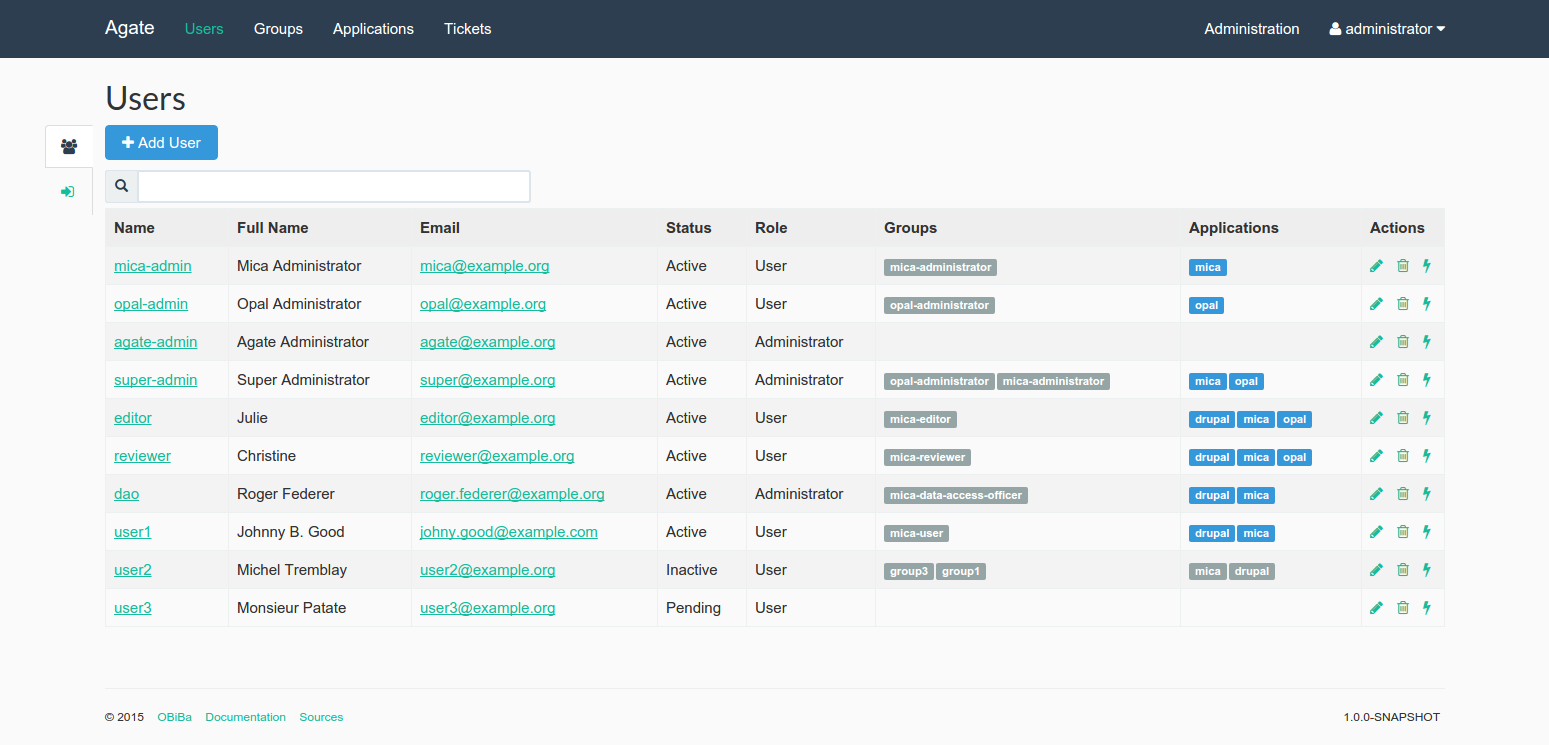 Agate Users Groups Applications Tickets Administration administrator
Users
Add User
Name Full Name Email Status Role Groups Applications Actions
mica-admin Mica Administrator mica@example.org Active User mica-administrator mica
opal-admin Opal Administrator opal@example.org Active User opal-administrator opal
agate-admin Agate Administrator agate@example.org Active Administrator
super-admin Super Administrator super@example.org Active Administrator opal-administrator mica-administrator mica opal
editor Julie editor@example.org Active User mica-editor drupal mica opal
reviewer Christine reviewer@example.org Active User mica-reviewer drupal mica opal
dao Roger Federer roger.federer@example.org Active Administrator mica-data-access-officer drupal mica
user1 Johnny B. Good johny.good@example.com Active User mica-user drupal mica
user2 Michel Tremblay user2@example.org Inactive User group3 group1 mica drupal
user3 Monsieur Patate user3@example.org Pending User
© 2015 OBiBa Documentation Sources 1.0.0-SNAPSHOT